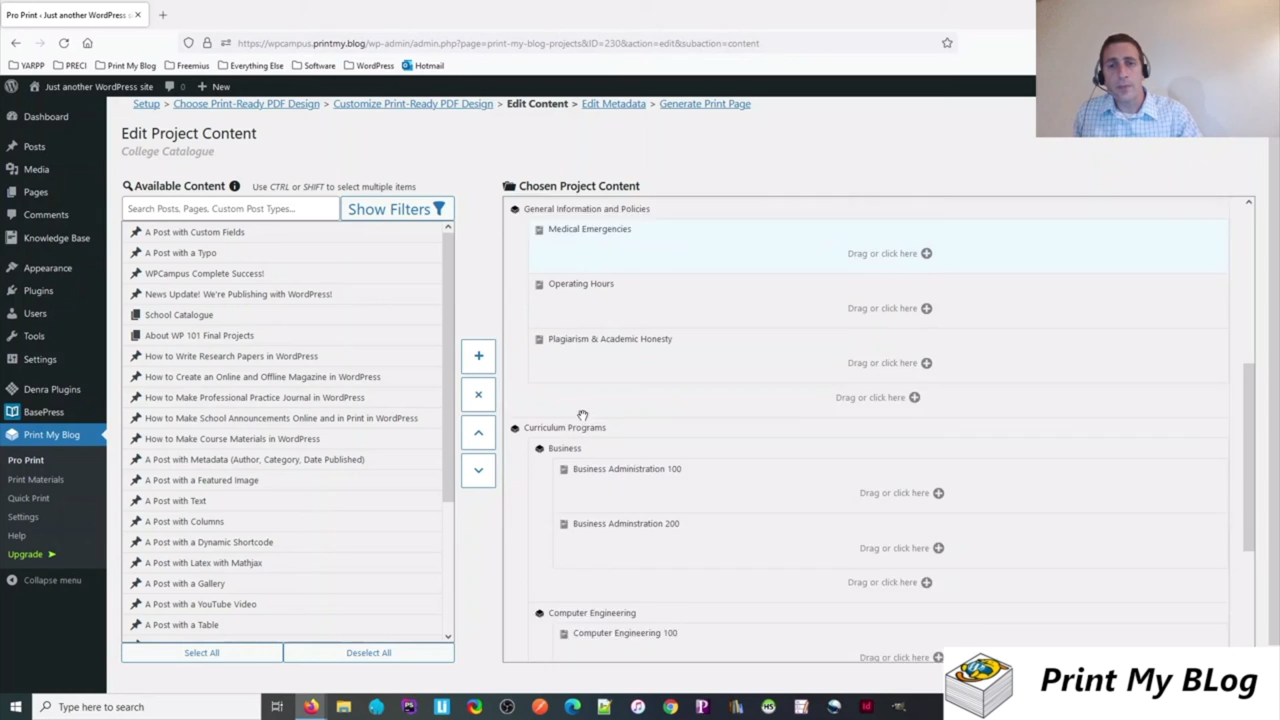 Pro Print ‹ Just another WordPress s
https://wpcampus.printmy.blog/wp-admin/admin.php?page=print-my-blog-projects&ID=230&action=edit&subaction=content
YARPP PRECI Print My Blog Freemius Everything Else Software WordPress Hotmail
Just another WordPress site New
Dashboard
Posts
Media
Pages
Comments
Knowledge Base
Appearance
Plugins
Users
Tools
Settings
Denra Plugins
BasePress
Print My Blog
Pro Print
Print Materials
Quick Print
Settings
Help
Upgrade ➤
Collapse menu
Setup > Choose Print-Ready PDF Design > Customize Print-Ready PDF Design > Edit Content > Edit Metadata > Generate Print Page
Edit Project Content
College Catalogue
Available Content Use CTRL or SHIFT to select multiple items
Search Posts, Pages, Custom Post Types... Show Filters
A Post with Custom Fields
A Post with a Typo
WPCampus Complete Success!
News Update! We're Publishing with WordPress!
School Catalogue
About WP 101 Final Projects
How to Write Research Papers in WordPress
How to Create an Online and Offline Magazine in WordPress
How to Make Professional Practice Journal in WordPress
How to Make School Announcements Online and in Print in WordPress
How to Make Course Materials in WordPress
A Post with Metadata (Author, Category, Date Published)
A Post with a Featured Image
A Post with Text
A Post with Columns
A Post with a Dynamic Shortcode
A Post with Latex with Mathjax
A Post with a Gallery
A Post with a YouTube Video
A Post with a Table
Select All Deselect All
Chosen Project Content
General Information and Policies
Medical Emergencies
Drag or click here
Operating Hours
Drag or click here
Plagiarism & Academic Honesty
Drag or click here
Drag or click here
Curriculum Programs
Business
Business Administration 100
Drag or click here
Business Adminstration 200
Drag or click here
Drag or click here
Computer Engineering
Computer Engineering 100
Drag or click here
Print My BLog
Type here to search